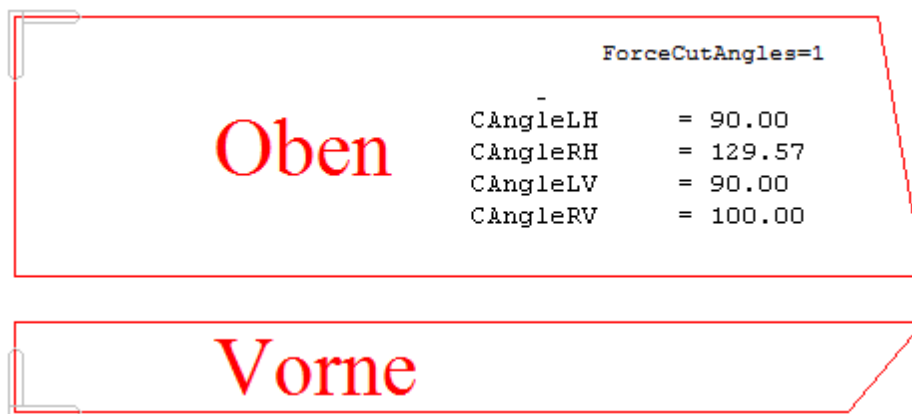 ForceCutAngles=1
Oben
CAngleLH = 90.00
CAngleRH = 129.57
CAngleLV = 90.00
CAngleRV = 100.00
Vorne